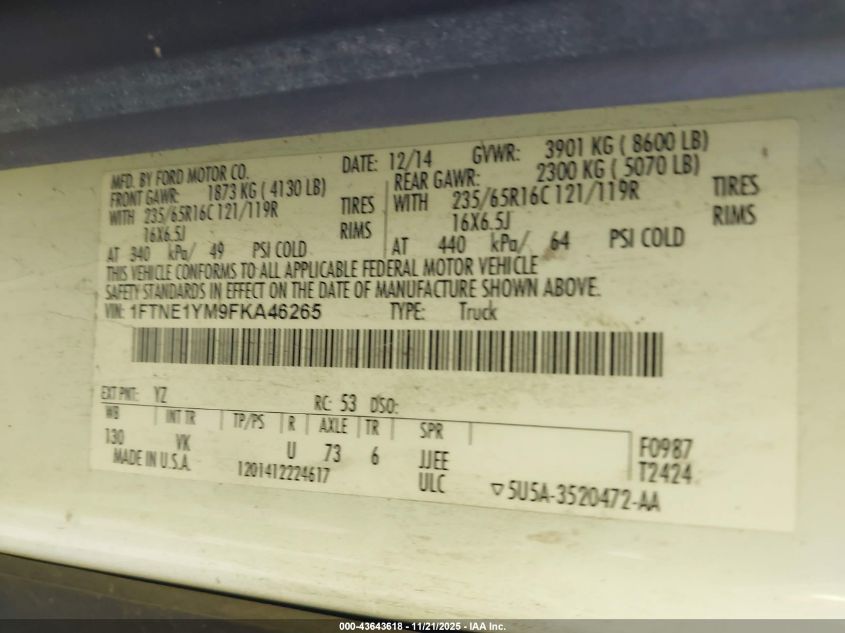 MFD. BY FORD MOTOR CO. DATE: 12/14 GVWR: 3901 KG ( 8600 LB)
FRONT GAWR: 1873 KG ( 4130 LB) REAR GAWR: 2300 KG ( 5070 LB)
WITH 235/65R16C 121/119R TIRES WITH 235/65R16C 121/119R TIRES
16X6.5J RIMS 16X6.5J RIMS
AT 340 kPa/ 49 PSI COLD AT 440 kPa/ 64 PSI COLD
THIS VEHICLE CONFORMS TO ALL APPLICABLE FEDERAL MOTOR VEHICLE
SAFETY STANDARDS IN EFFECT ON THE DATE OF MANUFACTURE SHOWN ABOVE.
VIN: 1FTNE1YM9FKA46265 TYPE: Truck
EXT PNT: YZ RC: 53 DSO:
WB INT TR TP/PS R AXLE TR SPR
130 VK U 73 6 JJEE F0987
MADE IN U.S.A. 1201412224617 ULC T2424
▽5U5A-3520472-AA
000-43643618 - 11/21/2025 - IAA Inc.